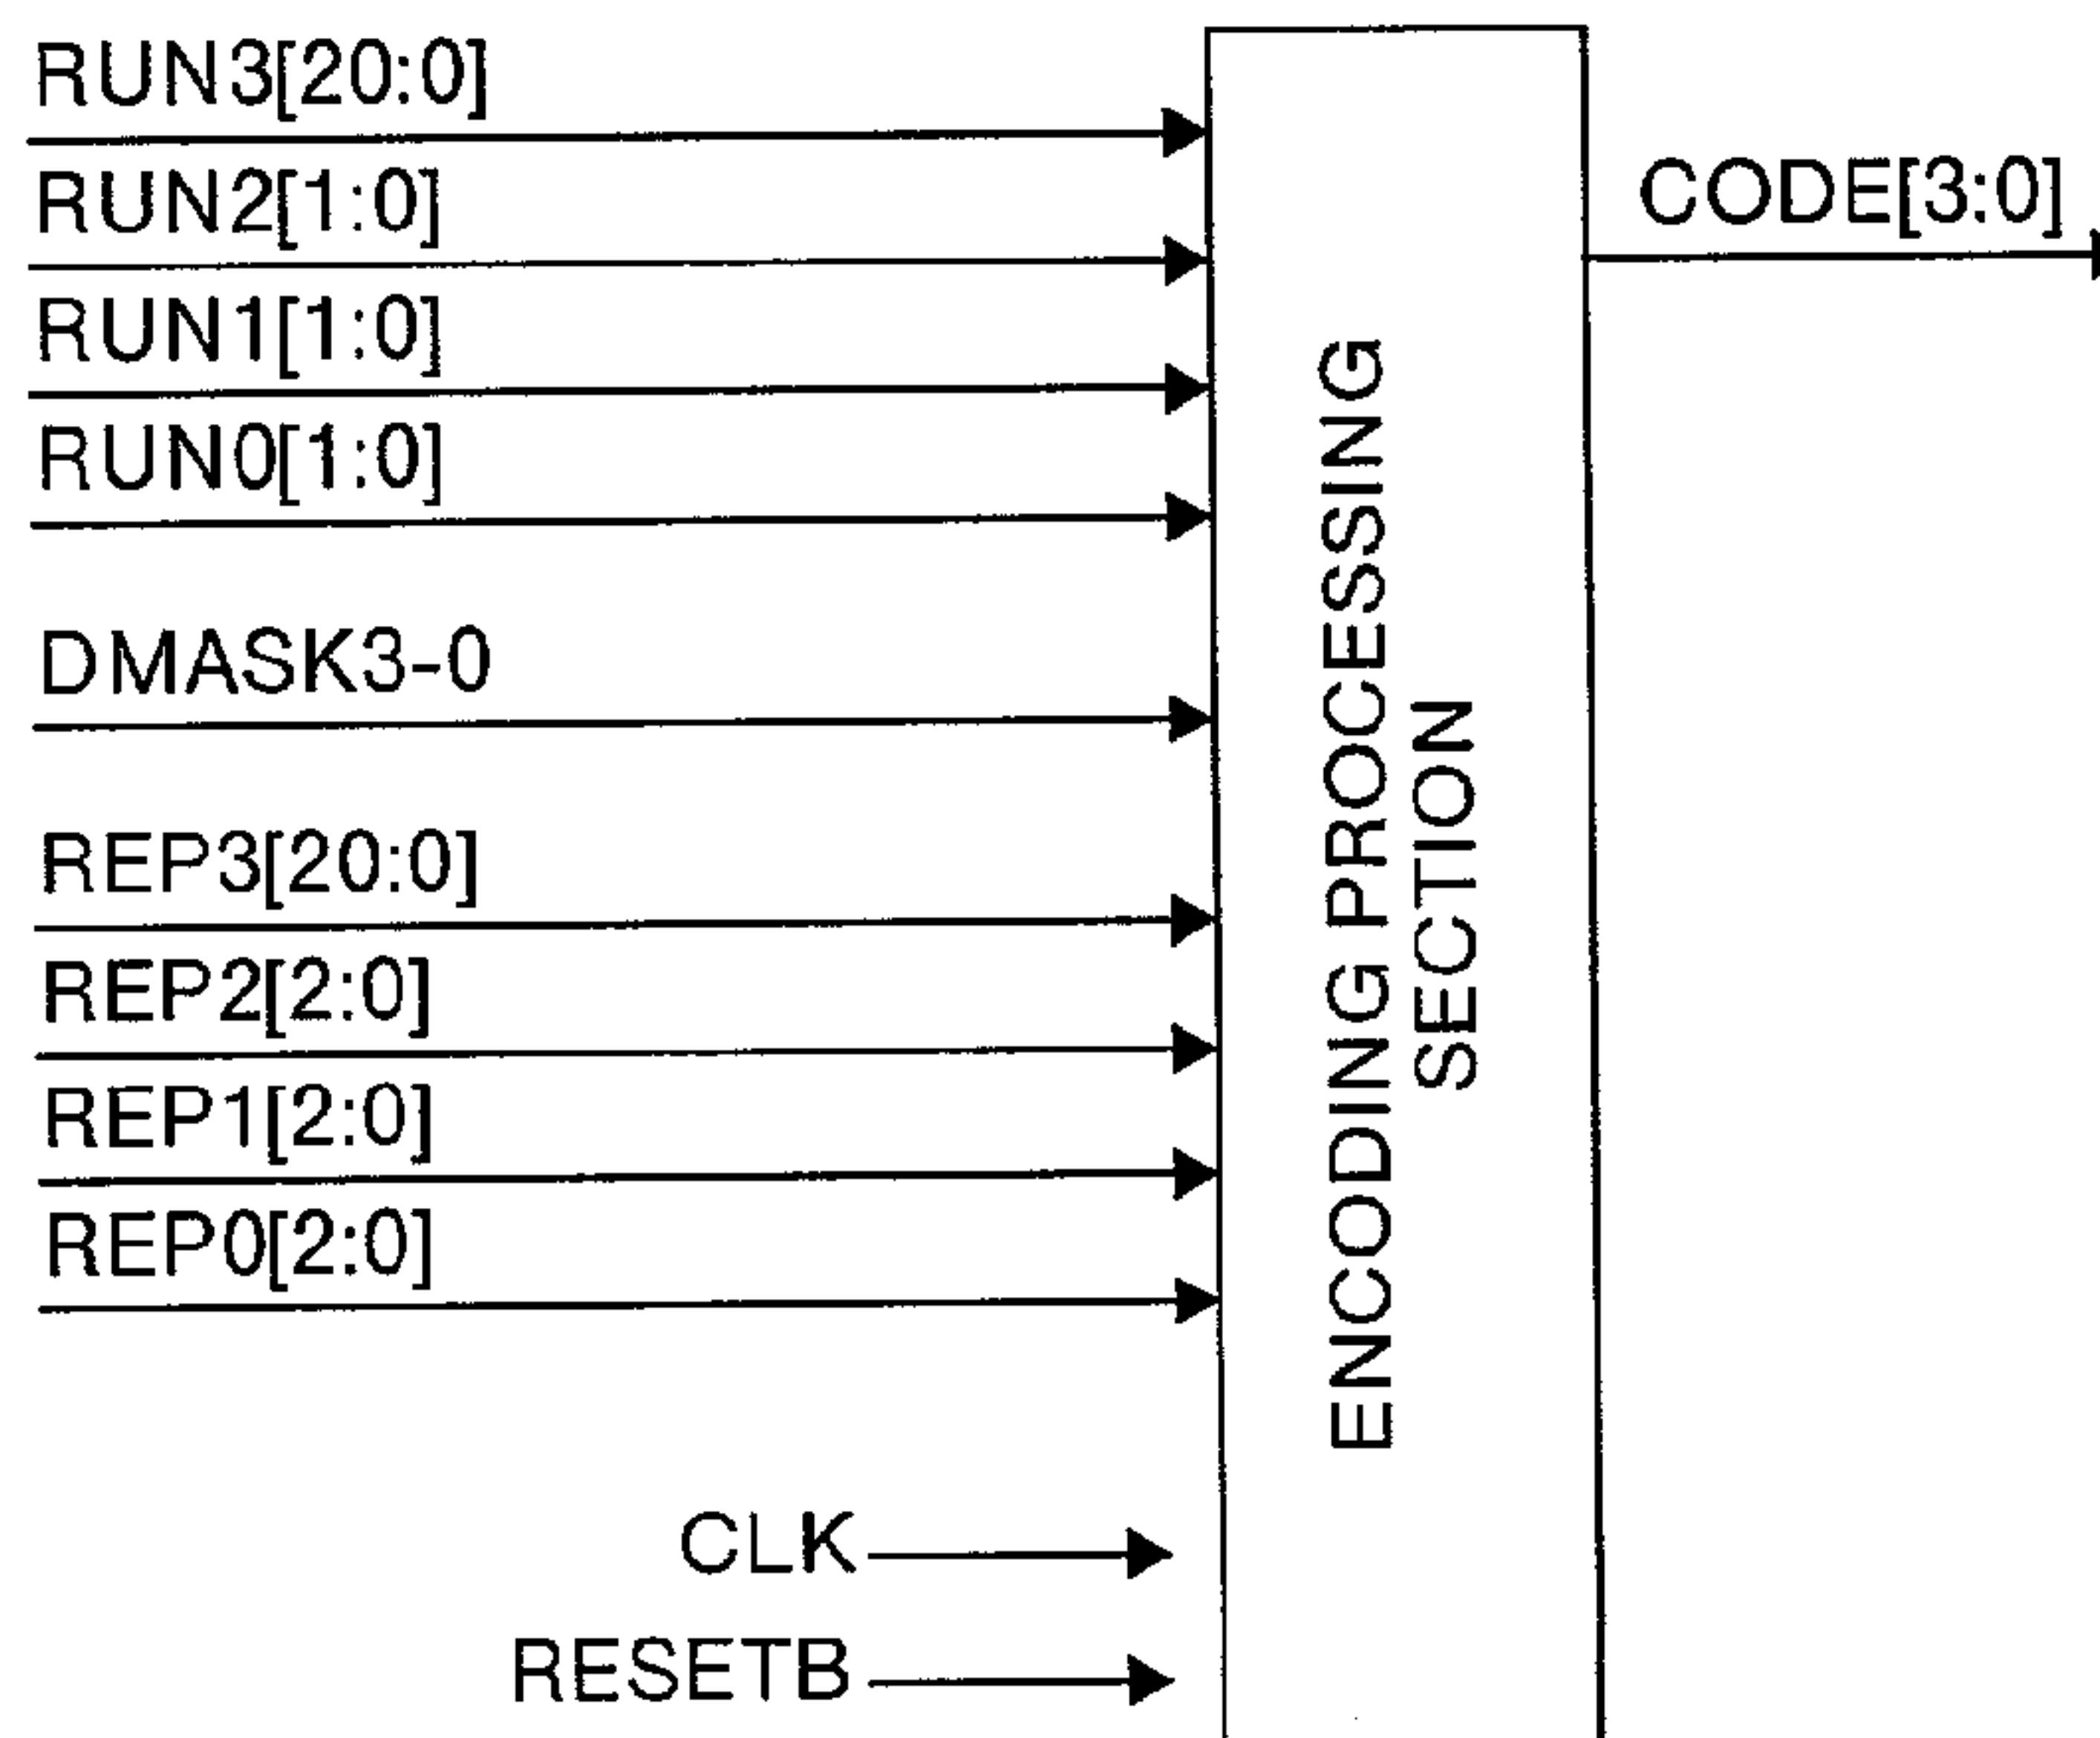 RUN3[20:0]
RUN2[1:0]
RUN1[1:0]
RUN0[1:0]
DMASK3-0
REP3[20:0]
REP2[2:0]
REP1[2:0]
REP0[2:0]
CLK
RESETB
ENCODING PROCESSING
SECTION
CODE[3:0]